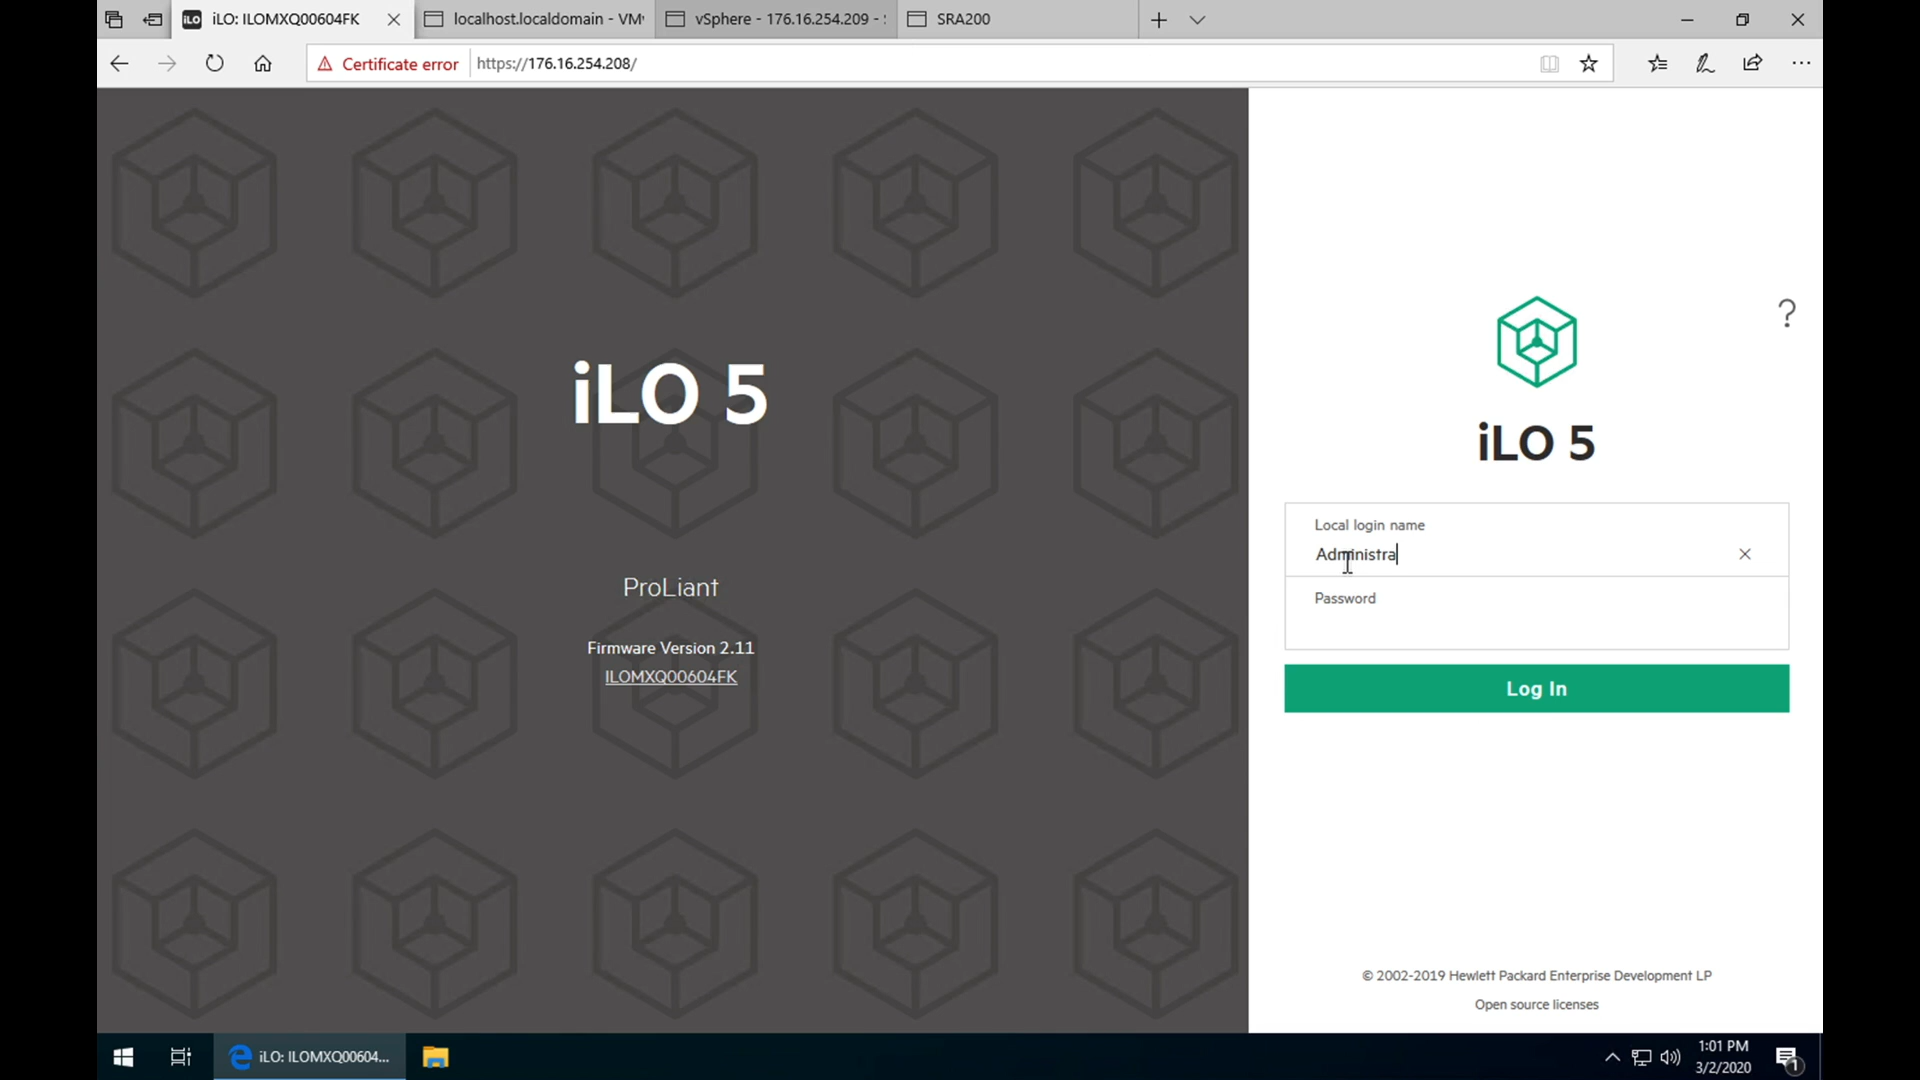 iLO: ILOMXQ00604FK
localhost.localdomain - VM
vSphere - 176.16.254.209 -
SRA200
Certificate error
https://176.16.254.208/
iLO 5
ProLiant
Firmware Version 2.11
ILOMXQ00604FK
?
iLO 5
Local login name
Administra
Password
Log In
© 2002-2019 Hewlett Packard Enterprise Development LP
Open source licenses
iLO: ILOMXQ00604...
1:01 PM
3/2/2020
1